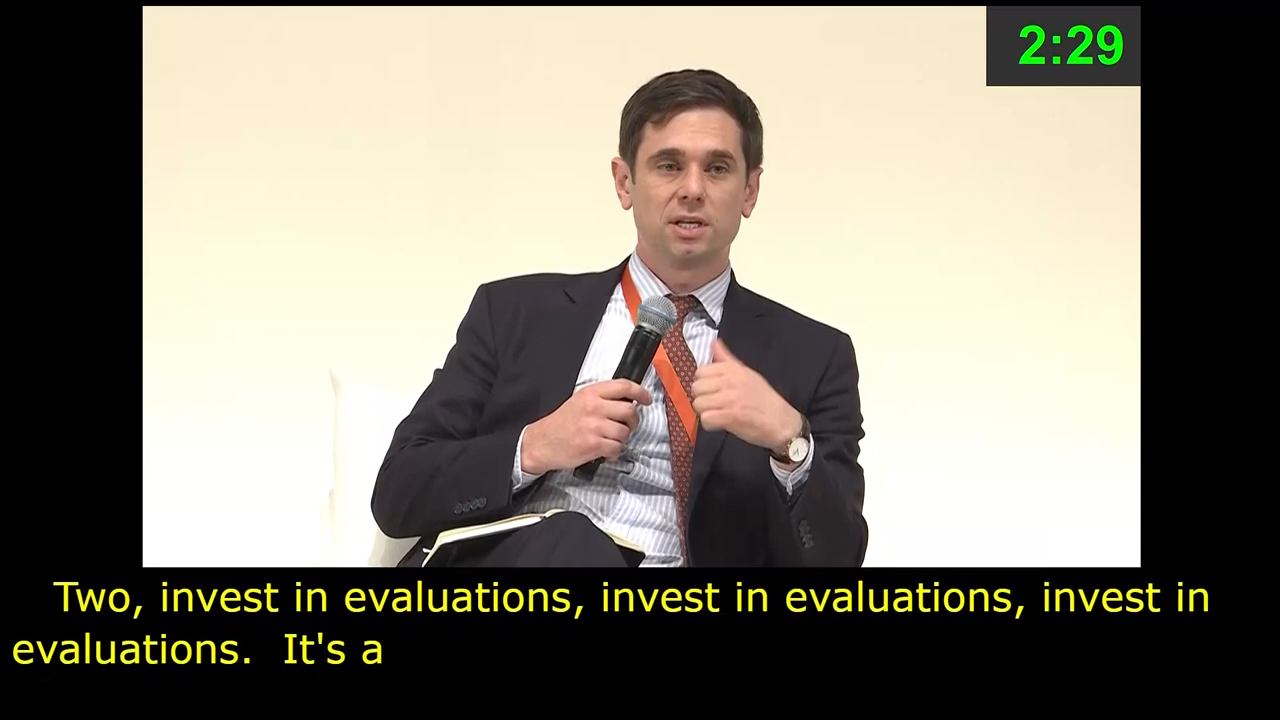 2:29
Two, invest in evaluations, invest in evaluations, invest in
evaluations.  It's a